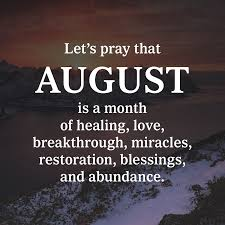 Let's pray that
AUGUST
is a month
of healing, love,
breakthrough, miracles,
restoration, blessings,
and abundance.